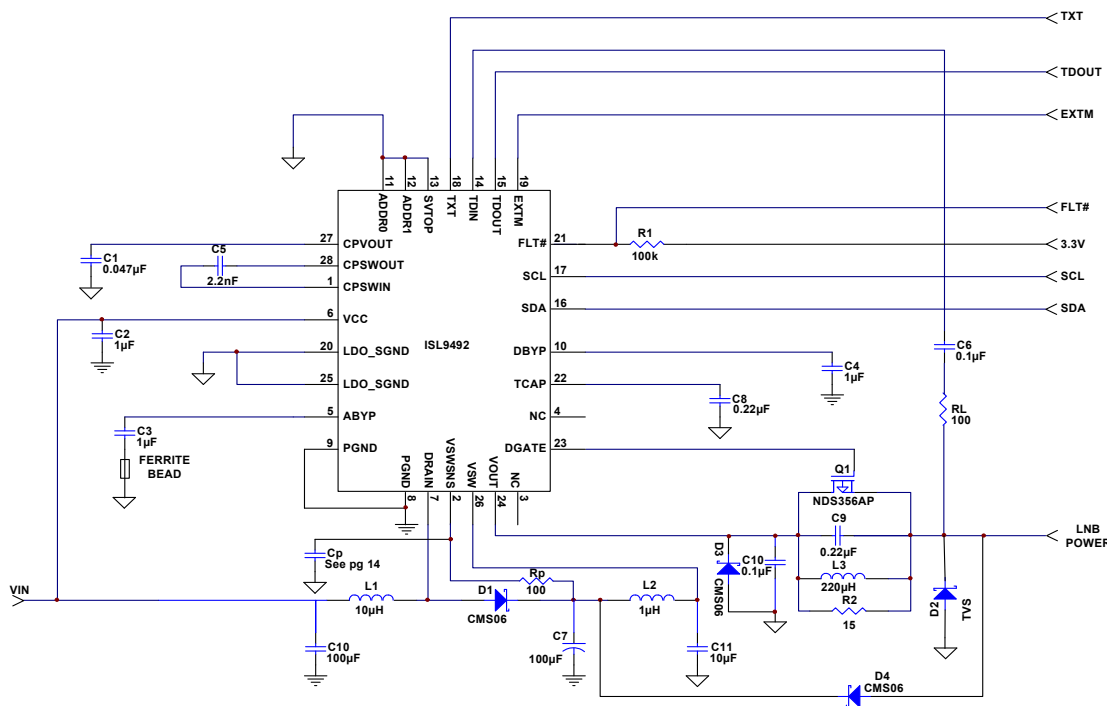 TXT
TDOUT
EXTM
11
12
13
18
14
15
19
ADDR0
ADDR1
SVTOP
TXT
TDIN
TDOUT
EXTM
FLT#
27
CPVOUT
FLT#
21
R1
100k
3.3V
C1
0.047µF
C5
2.2nF
28
CPSWOUT
1
CPSWIN
SCL
17
SCL
SDA
16
SDA
6
VCC
C2
1µF
ISL9492
C6
0.1µF
20
LDO_SGND
DBYP
10
C4
1µF
25
LDO_SGND
TCAP
22
C8
0.22µF
RL
100
5
ABYP
NC
4
C3
1µF
FERRITE
BEAD
9
PGND
DGATE
23
PGND
DRAIN
VSWSNS
VSW
VOUT
NC
8
7
2
26
24
3
Q1
NDS356AP
C9
0.22µF
LNB
POWER
D3
CMS06
C10
0.1µF
L3
220µH
R2
15
D2
TVS
Cp
See pg 14
VIN
L1
10µH
D1
CMS06
Rp
100
L2
1µH
C10
100µF
C7
100µF
C11
10µF
D4
CMS06